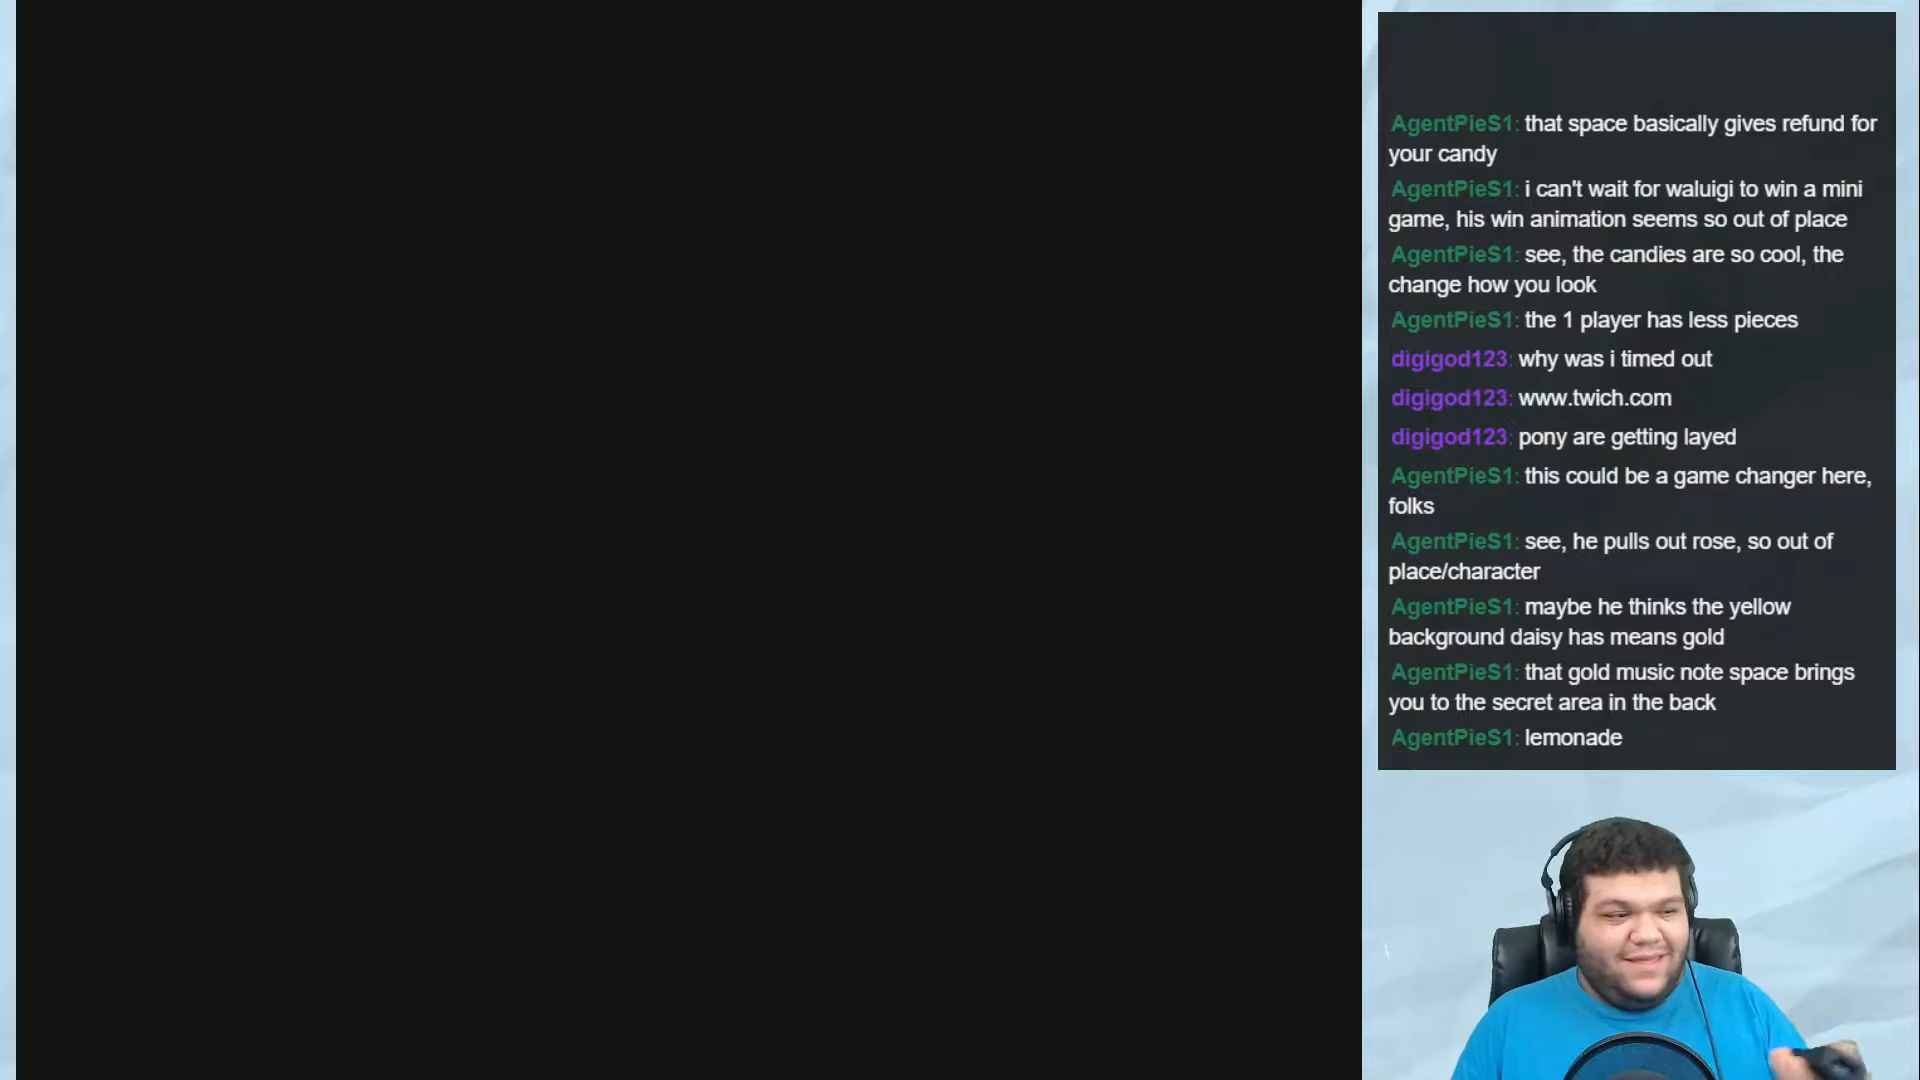 AgentPieS1: that space basically gives refund for
your candy
AgentPieS1: i can't wait for waluigi to win a mini
game, his win animation seems so out of place
AgentPieS1: see, the candies are so cool, the
change how you look
AgentPieS1: the 1 player has less pieces
digigod123: why was i timed out
digigod123: www.twich.com
digigod123: pony are getting layed
AgentPieS1: this could be a game changer here,
folks
AgentPieS1: see, he pulls out rose, so out of
place/character
AgentPieS1: maybe he thinks the yellow
background daisy has means gold
AgentPieS1: that gold music note space brings
you to the secret area in the back
AgentPieS1: lemonade